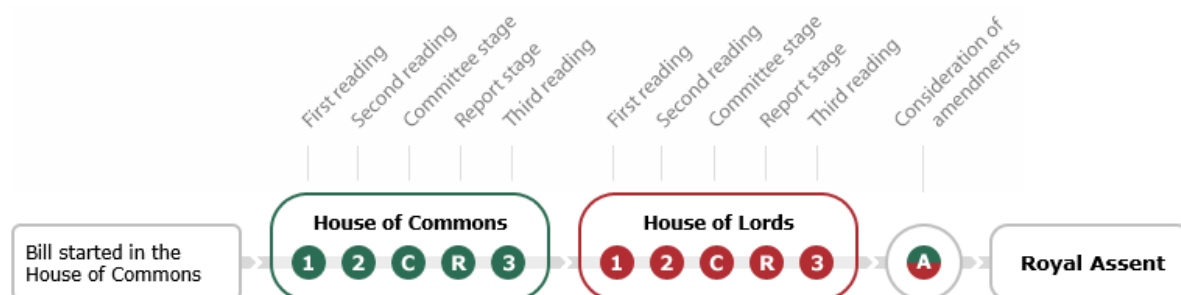 First reading
Second reading
Committee stage
Report stage
Third reading
First reading
Second reading
Committee stage
Report stage
Third reading
Consideration of
amendments
Bill started in the
House of Commons
House of Commons
1 2 C R 3
House of Lords
1 2 C R 3
A
Royal Assent